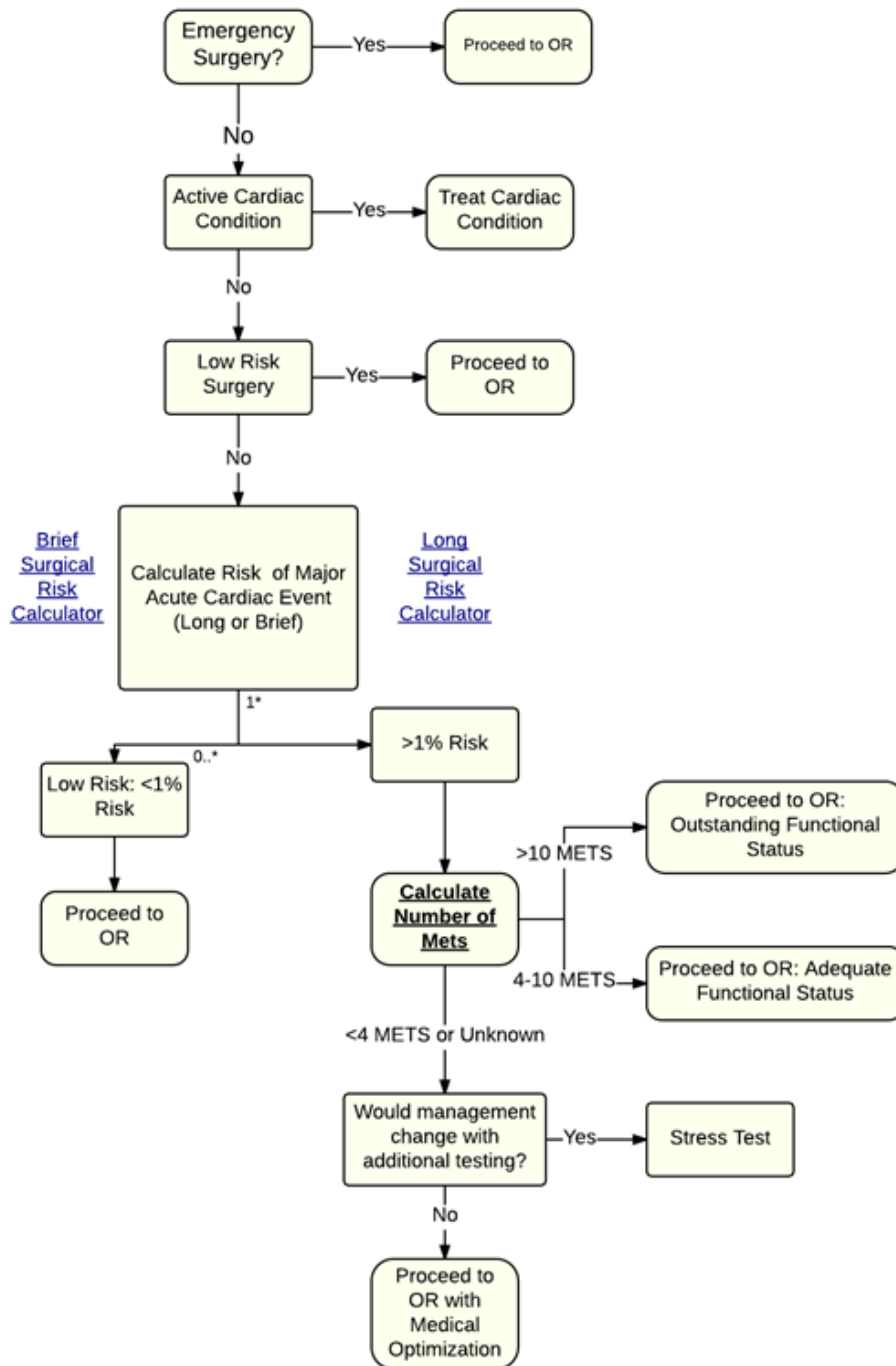 Emergency
Surgery?
Yes
Proceed to OR
No
Active Cardiac
Condition
Yes
Treat Cardiac
Condition
No
Low Risk
Surgery
Yes
Proceed to
OR
No
Brief
Surgical
Risk
Calculator
Calculate Risk of Major
Acute Cardiac Event
(Long or Brief)
Long
Surgical
Risk
Calculator
1*
0..*
>1% Risk
Low Risk: <1%
Risk
Proceed to
OR
Calculate
Number of
Mets
>10 METS
Proceed to OR:
Outstanding Functional
Status
4-10 METS
Proceed to OR: Adequate
Functional Status
<4 METS or Unknown
Would management
change with
additional testing?
Yes
Stress Test
No
Proceed to
OR with
Medical
Optimization